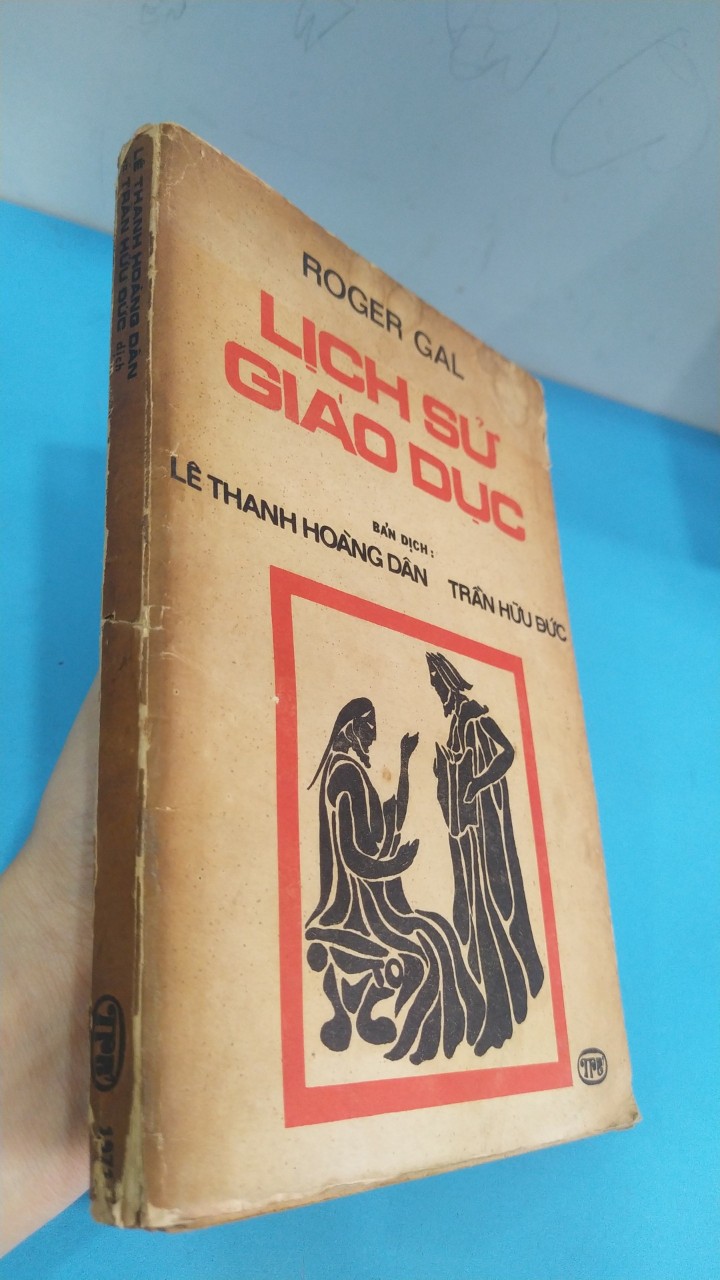 ROGER GAL
LỊCH SỬ
GIÁO DỤC
BẢN DỊCH :
LÊ THANH HOÀNG DÂN TRẦN HỮU ĐỨC
LÊ THANH HOÀNG DÂN
TRẦN HỮU ĐỨC dịch